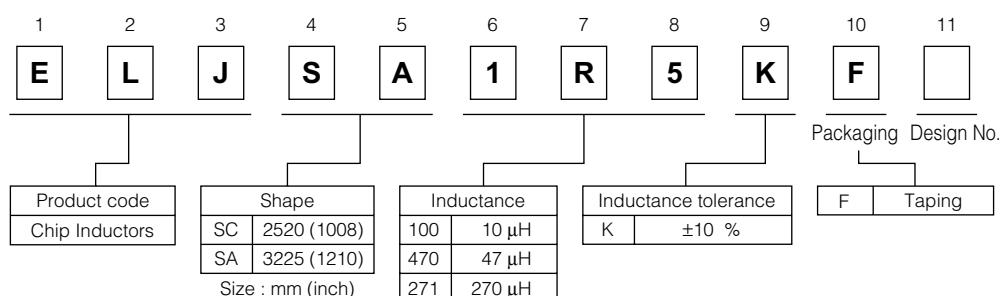 1 2 3 4 5 6 7 8 9 10 11
E L J S A 1 R 5 K F
Packaging Design No.
Product code
Chip Inductors
Shape
SC 2520 (1008)
SA 3225 (1210)
Size : mm (inch)
Inductance
100 10 μH
470 47 μH
271 270 μH
Inductance tolerance
K ±10 %
F Taping